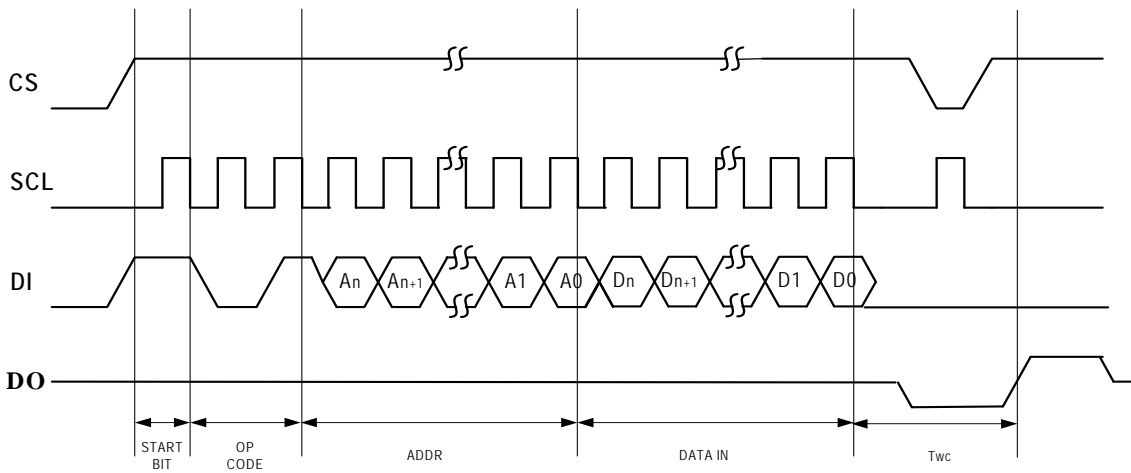 CS
SCL
DI
An
An+1
A1
A0
Dn
Dn+1
D1
D0
DO
START
BIT
OP
CODE
ADDR
DATA IN
Twc